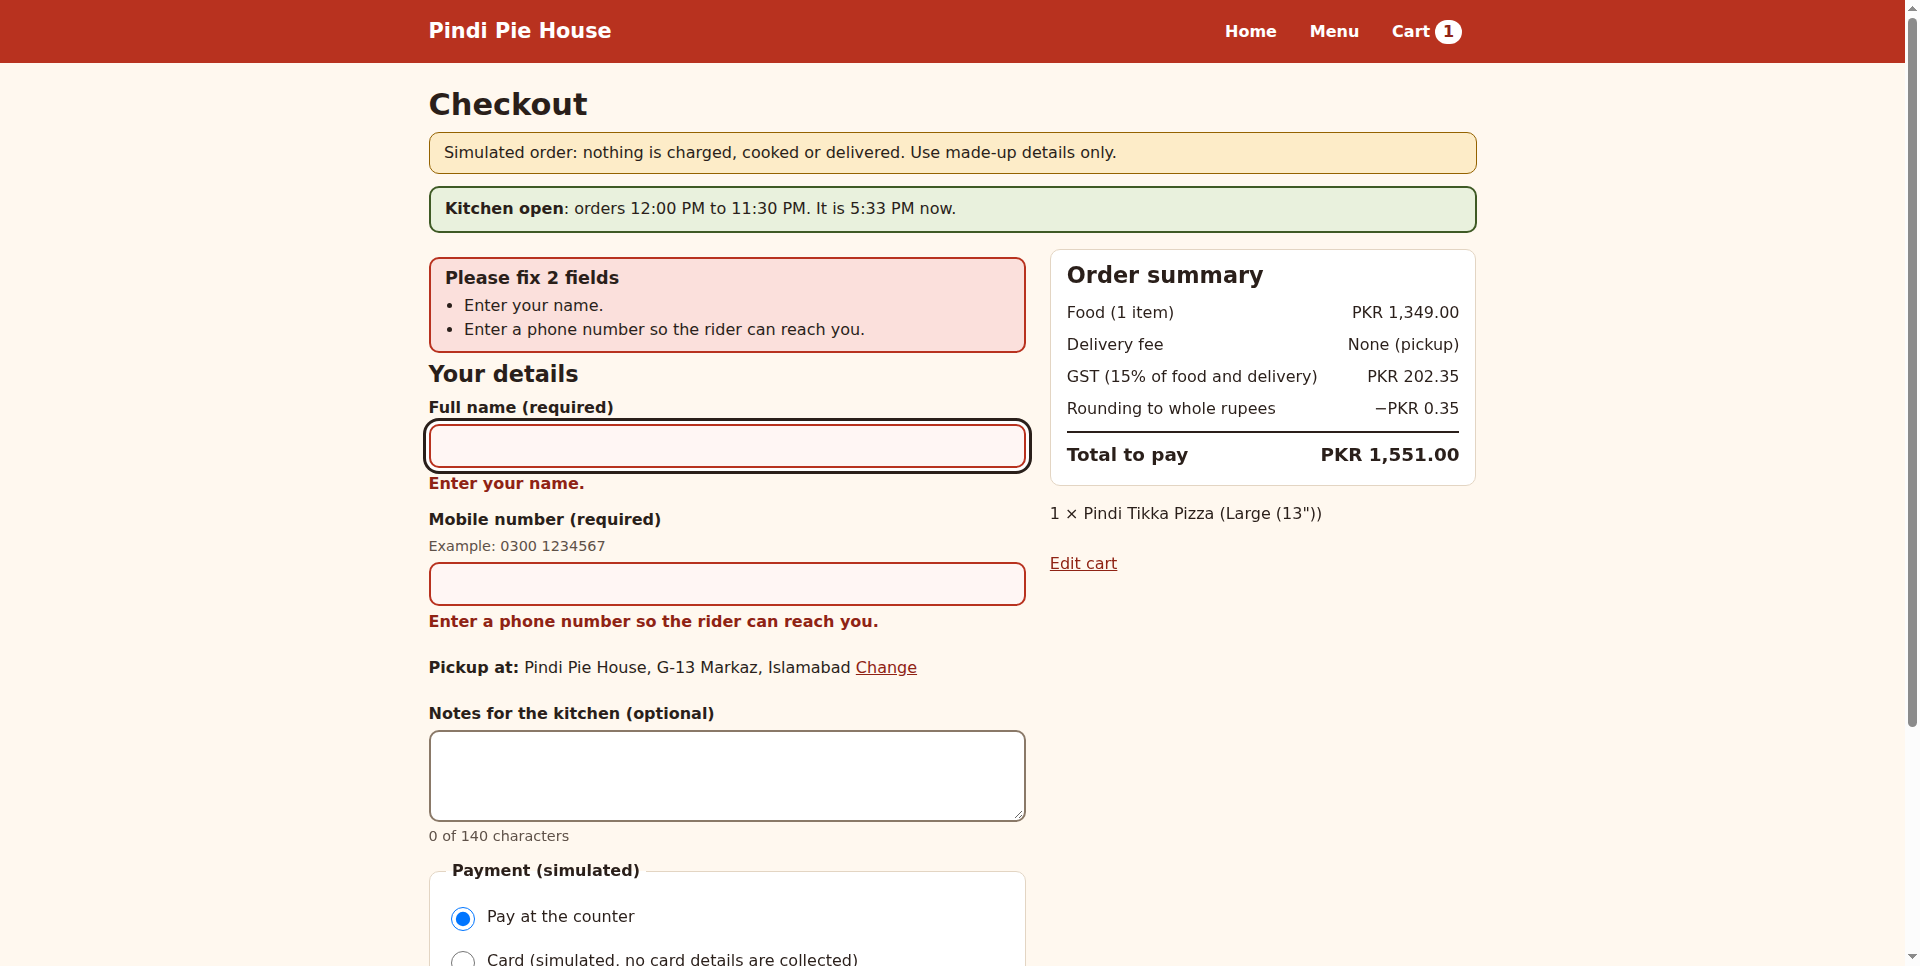 Pindi Pie House
Home Menu Cart 1
Checkout
Simulated order: nothing is charged, cooked or delivered. Use made-up details only.
Kitchen open: orders 12:00 PM to 11:30 PM. It is 5:33 PM now.
Please fix 2 fields
• Enter your name.
• Enter a phone number so the rider can reach you.
Your details
Full name (required)
Enter your name.
Mobile number (required)
Example: 0300 1234567
Enter a phone number so the rider can reach you.
Pickup at: Pindi Pie House, G-13 Markaz, Islamabad Change
Notes for the kitchen (optional)
0 of 140 characters
Payment (simulated)
Pay at the counter
Card (simulated, no card details are collected)
Order summary
Food (1 item) PKR 1,349.00
Delivery fee None (pickup)
GST (15% of food and delivery) PKR 202.35
Rounding to whole rupees −PKR 0.35
Total to pay PKR 1,551.00
1 × Pindi Tikka Pizza (Large (13"))
Edit cart